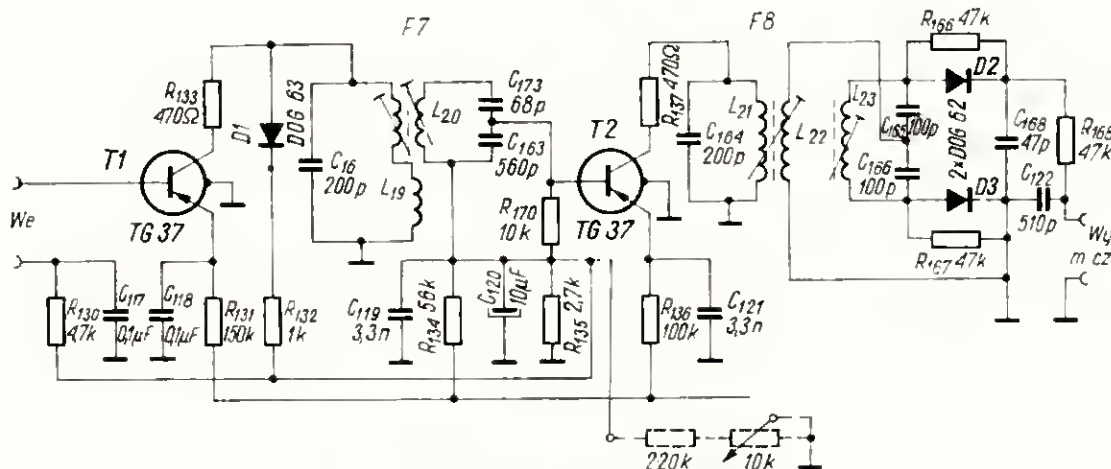 F7
F8
R133
470Ω
D1
DOG 63
T1
TG 37
We
C16
200p
L19
L20
C173
68p
C163
560p
T2
TG 37
R137 470Ω
C164
200p
L21
L22
L23
R166 47k
D2
C165 100p
C166
100p
2×DOG 62
D3
R167 47k
C168
47p
R168
47k
C122
510p
Wy
m cz
R130
4,7k
C117
0,1μF
C118
0,1μF
R131
150k
R132
1k
C119
3,3n
R134 56k
C120
10μF
R170
10k
R135 2,7k
R136
100k
C121
3,3n
220k
10k